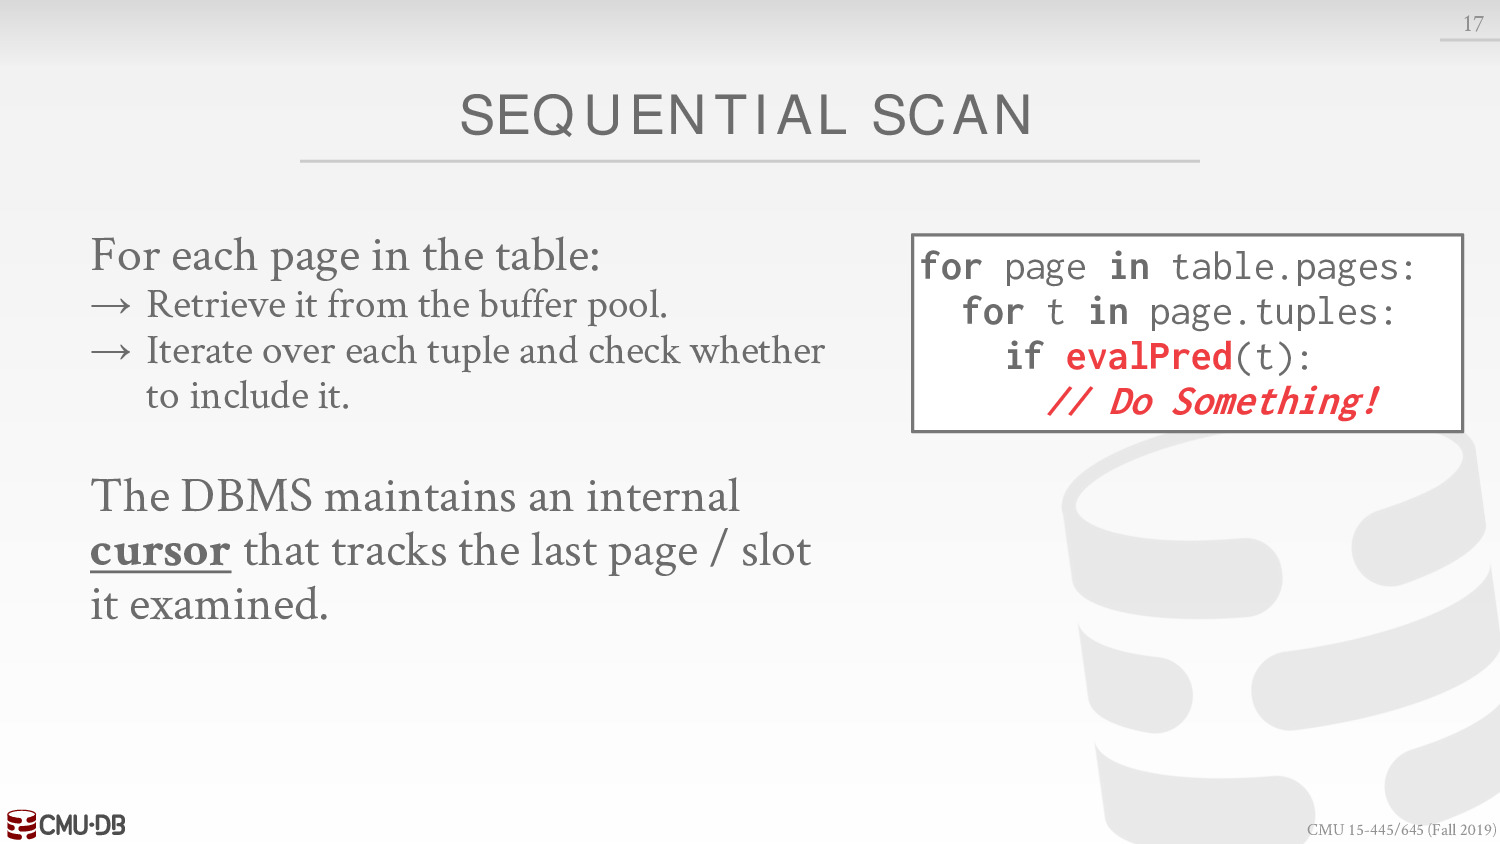 17
SEQUENTIAL SCAN
For each page in the table:
→ Retrieve it from the buffer pool.
→ Iterate over each tuple and check whether
to include it.
The DBMS maintains an internal
cursor that tracks the last page / slot
it examined.
for page in table.pages:
  for t in page.tuples:
    if evalPred(t):
      // Do Something!
CMU·DB
CMU 15-445/645 (Fall 2019)